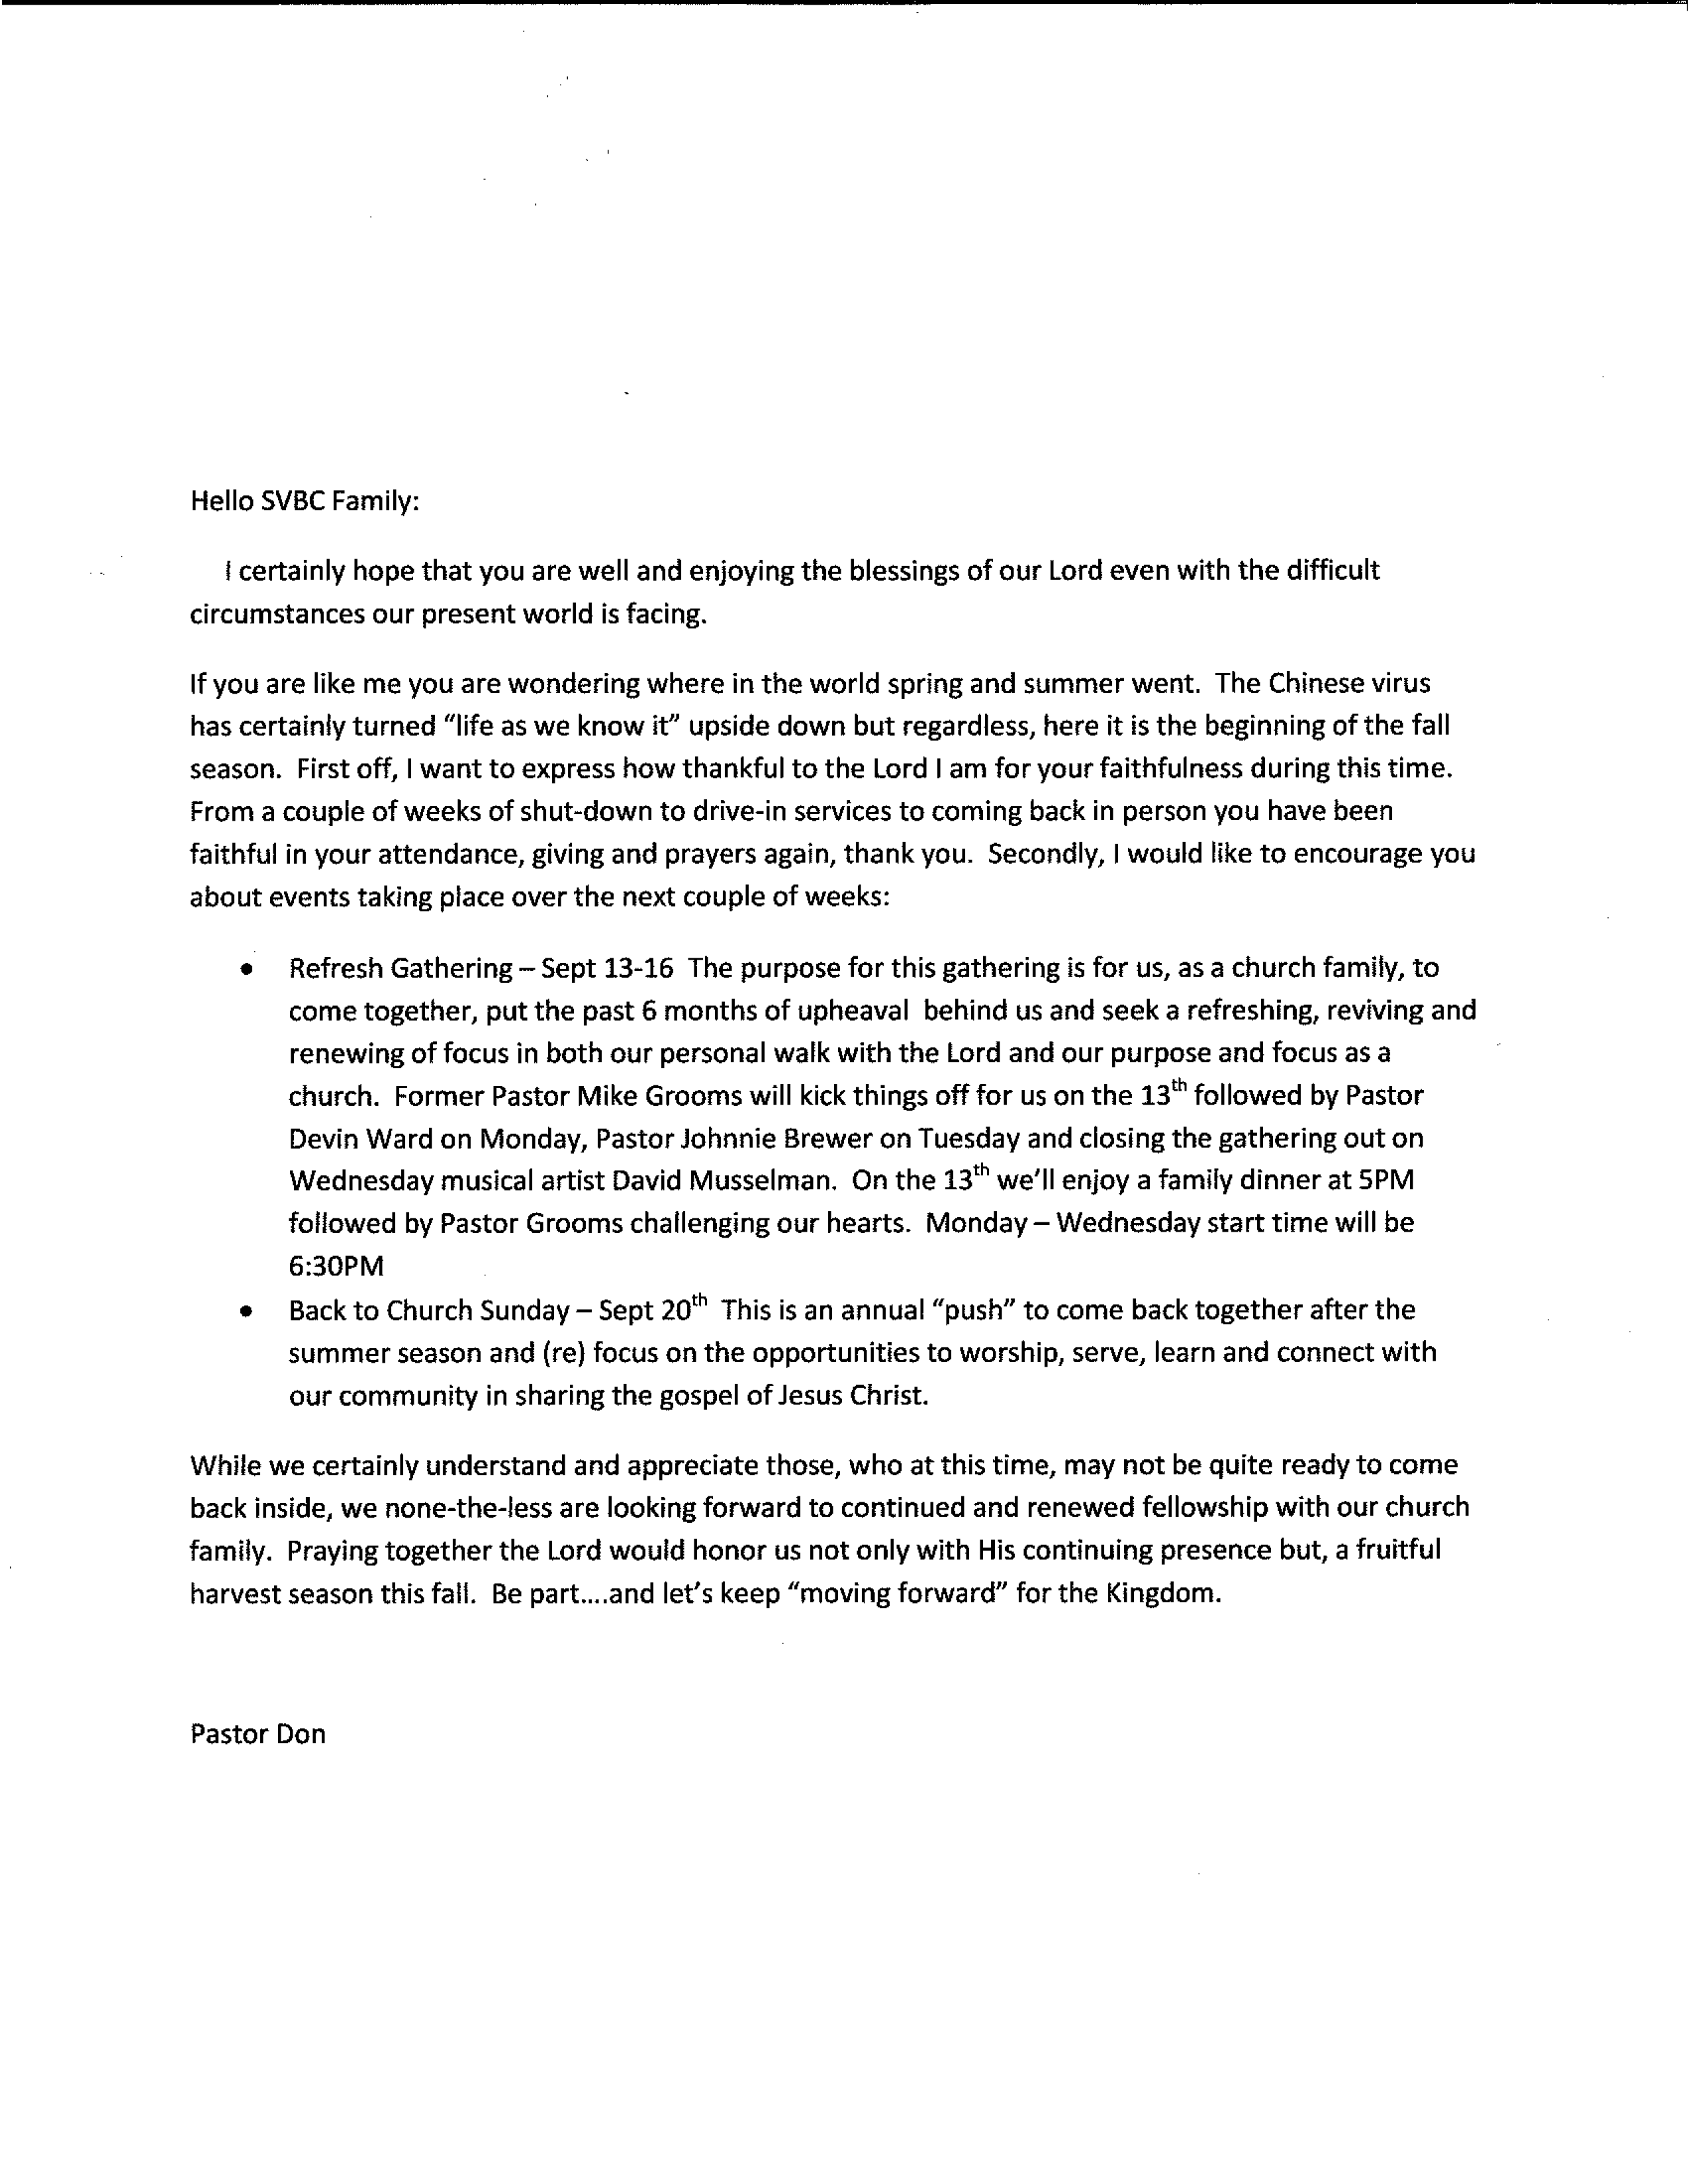 Hello SVBC Family:
I certainly hope that you are well and enjoying the blessings of our Lord even with the difficult
circumstances our present world is facing.
If you are like me you are wondering where in the world spring and summer went.  The Chinese virus
has certainly turned “life as we know it” upside down but regardless, here it is the beginning of the fall
season.  First off, I want to express how thankful to the Lord I am for your faithfulness during this time.
From a couple of weeks of shut-down to drive-in services to coming back in person you have been
faithful in your attendance, giving and prayers again, thank you.  Secondly, I would like to encourage you
about events taking place over the next couple of weeks:
• Refresh Gathering – Sept 13-16  The purpose for this gathering is for us, as a church family, to
come together, put the past 6 months of upheaval  behind us and seek a refreshing, reviving and
renewing of focus in both our personal walk with the Lord and our purpose and focus as a
church.  Former Pastor Mike Grooms will kick things off for us on the 13th followed by Pastor
Devin Ward on Monday, Pastor Johnnie Brewer on Tuesday and closing the gathering out on
Wednesday musical artist David Musselman.  On the 13th we’ll enjoy a family dinner at 5PM
followed by Pastor Grooms challenging our hearts.  Monday – Wednesday start time will be
6:30PM
• Back to Church Sunday – Sept 20th  This is an annual “push” to come back together after the
summer season and (re) focus on the opportunities to worship, serve, learn and connect with
our community in sharing the gospel of Jesus Christ.
While we certainly understand and appreciate those, who at this time, may not be quite ready to come
back inside, we none-the-less are looking forward to continued and renewed fellowship with our church
family.  Praying together the Lord would honor us not only with His continuing presence but, a fruitful
harvest season this fall.  Be part....and let’s keep “moving forward” for the Kingdom.
Pastor Don